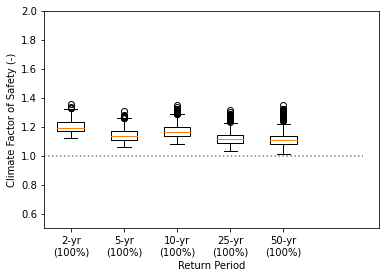 Climate Factor of Safety (-)
2.0
1.8
1.6
1.4
1.2
1.0
0.8
0.6
2-yr 5-yr 10-yr 25-yr 50-yr
(100%) (100%) (100%) (100%) (100%)
Return Period